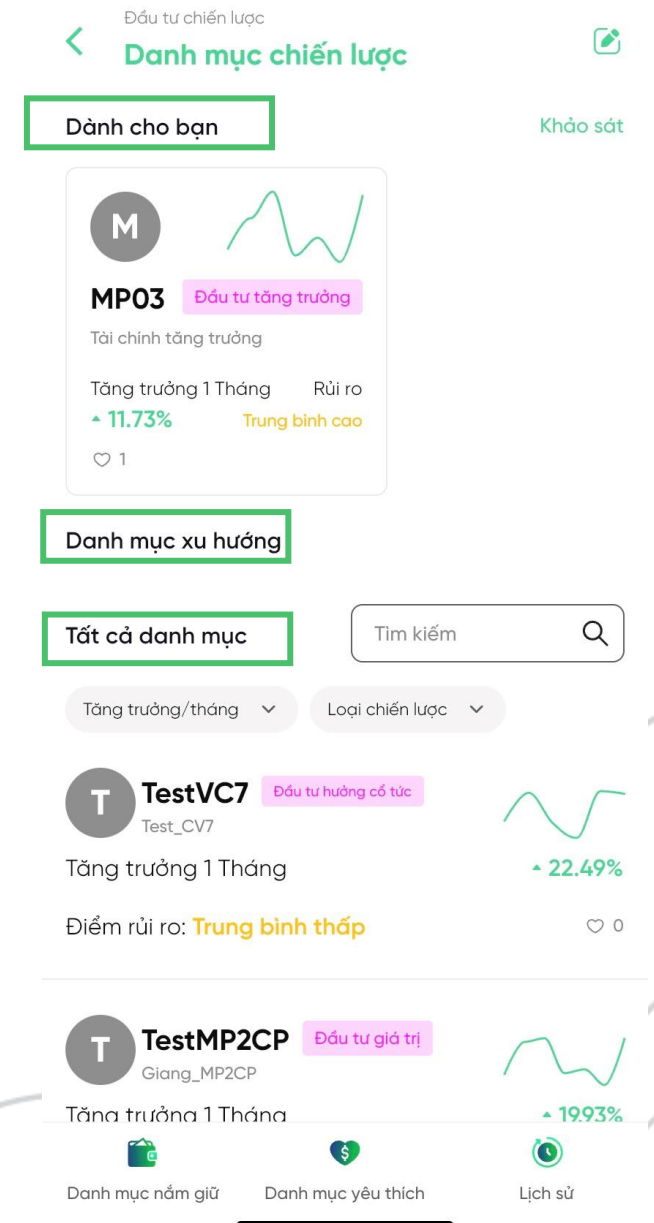 Đầu tư chiến lược
Danh mục chiến lược
Dành cho bạn
Khảo sát
M
MP03 Đầu tư tăng trưởng
Tài chính tăng trưởng
Tăng trưởng 1 Tháng Rủi ro
11.73% Trung bình cao
1
Danh mục xu hướng
Tất cả danh mục
Tìm kiếm
Tăng trưởng/tháng Loại chiến lược
T
TestVC7 Đầu tư hưởng cổ tức
Test_CV7
Tăng trưởng 1 Tháng 22.49%
Điểm rủi ro: Trung bình thấp 0
T
TestMP2CP Đầu tư giá trị
Giang_MP2CP
Tăng trưởng 1 Tháng 19.93%
Danh mục nắm giữ Danh mục yêu thích Lịch sử